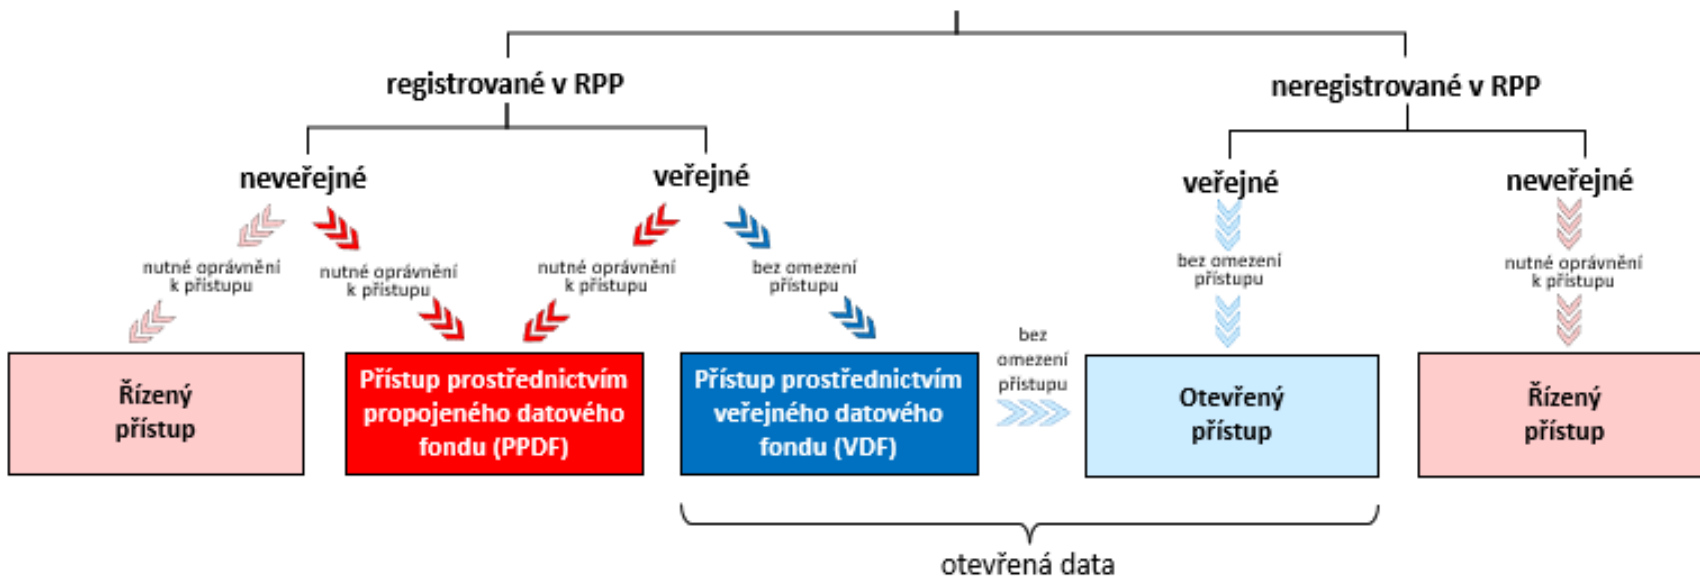 registrované v RPP
neregistrované v RPP
neveřejné
veřejné
veřejné
neveřejné
nutné oprávnění
k přístupu
nutné oprávnění
k přístupu
nutné oprávnění
k přístupu
bez omezení
přístupu
bez omezení
přístupu
nutné oprávnění
k přístupu
Řízený
přístup
Přístup prostřednictvím
propojeného datového
fondu (PPDF)
Přístup prostřednictvím
veřejného datového
fondu (VDF)
bez
omezení
přístupu
Otevřený
přístup
Řízený
přístup
otevřená data